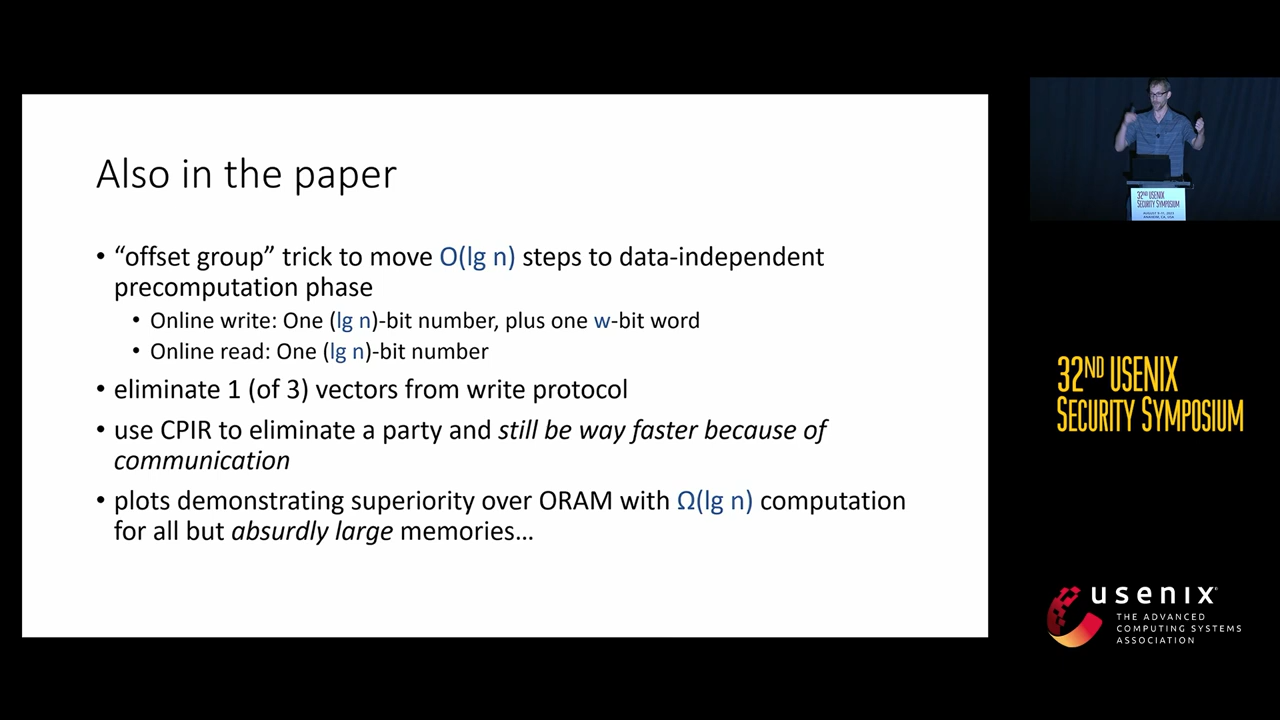 Also in the paper
• “offset group” trick to move O(lg n) steps to data-independent
precomputation phase
• Online write: One (lg n)-bit number, plus one w-bit word
• Online read: One (lg n)-bit number
• eliminate 1 (of 3) vectors from write protocol
• use CPIR to eliminate a party and still be way faster because of
communication
• plots demonstrating superiority over ORAM with Ω(lg n) computation
for all but absurdly large memories…
32ND USENIX
SECURITY SYMPOSIUM
32ND USENIX
SECURITY SYMPOSIUM
usenix
THE ADVANCED
COMPUTING SYSTEMS
ASSOCIATION